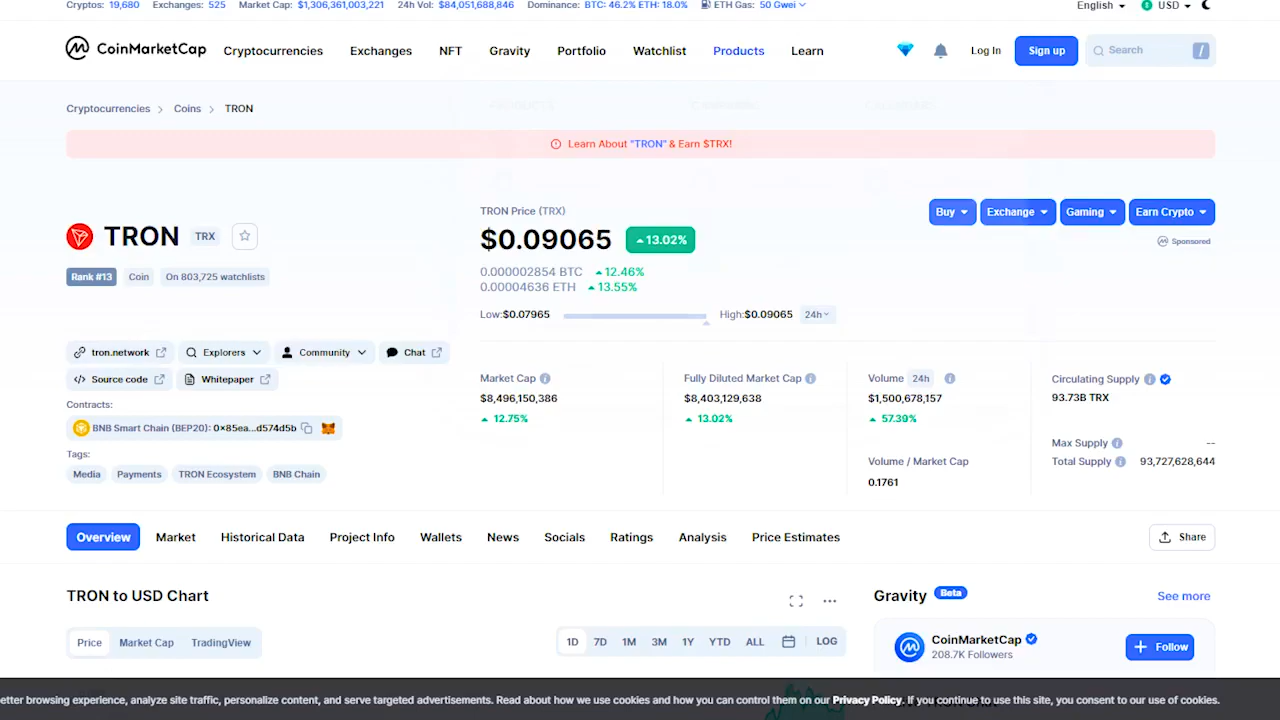 Cryptos: 19,680 Exchanges: 525 Market Cap: $1,306,361,003,221 24h Vol: $84,051,688,846 Dominance: BTC: 46.2% ETH: 18.0% ETH Gas: 50 Gwei English USD
CoinMarketCap Cryptocurrencies Exchanges NFT Gravity Portfolio Watchlist Products Learn Log In Sign up Search /
Cryptocurrencies Coins TRON
Learn About "TRON" & Earn $TRX!
TRON TRX
Rank #13 Coin On 803,725 watchlists
tron.network Explorers Community Chat
Source code Whitepaper
Contracts:
BNB Smart Chain (BEP20): 0x85ea...d574d5b
Tags:
Media Payments TRON Ecosystem BNB Chain
TRON Price (TRX)
$0.09065 13.02%
0.000002854 BTC 12.46%
0.00004636 ETH 13.55%
Low:$0.07965 High:$0.09065 24h
Buy Exchange Gaming Earn Crypto
Sponsored
Market Cap
$8,496,150,386
12.75%
Fully Diluted Market Cap
$8,403,129,638
13.02%
Volume 24h
$1,500,678,157
57.39%
Volume / Market Cap
0.1761
Circulating Supply
93.73B TRX
Max Supply --
Total Supply 93,727,628,644
Overview Market Historical Data Project Info Wallets News Socials Ratings Analysis Price Estimates Share
TRON to USD Chart
Price Market Cap TradingView 1D 7D 1M 3M 1Y YTD ALL LOG
Gravity Beta See more
CoinMarketCap
208.7K Followers
Follow
etter browsing experience, analyze site traffic, personalize content, and serve targeted advertisements. Read about how we use cookies and how you can control them on our Privacy Policy. If you continue to use this site, you consent to our use of cookies.